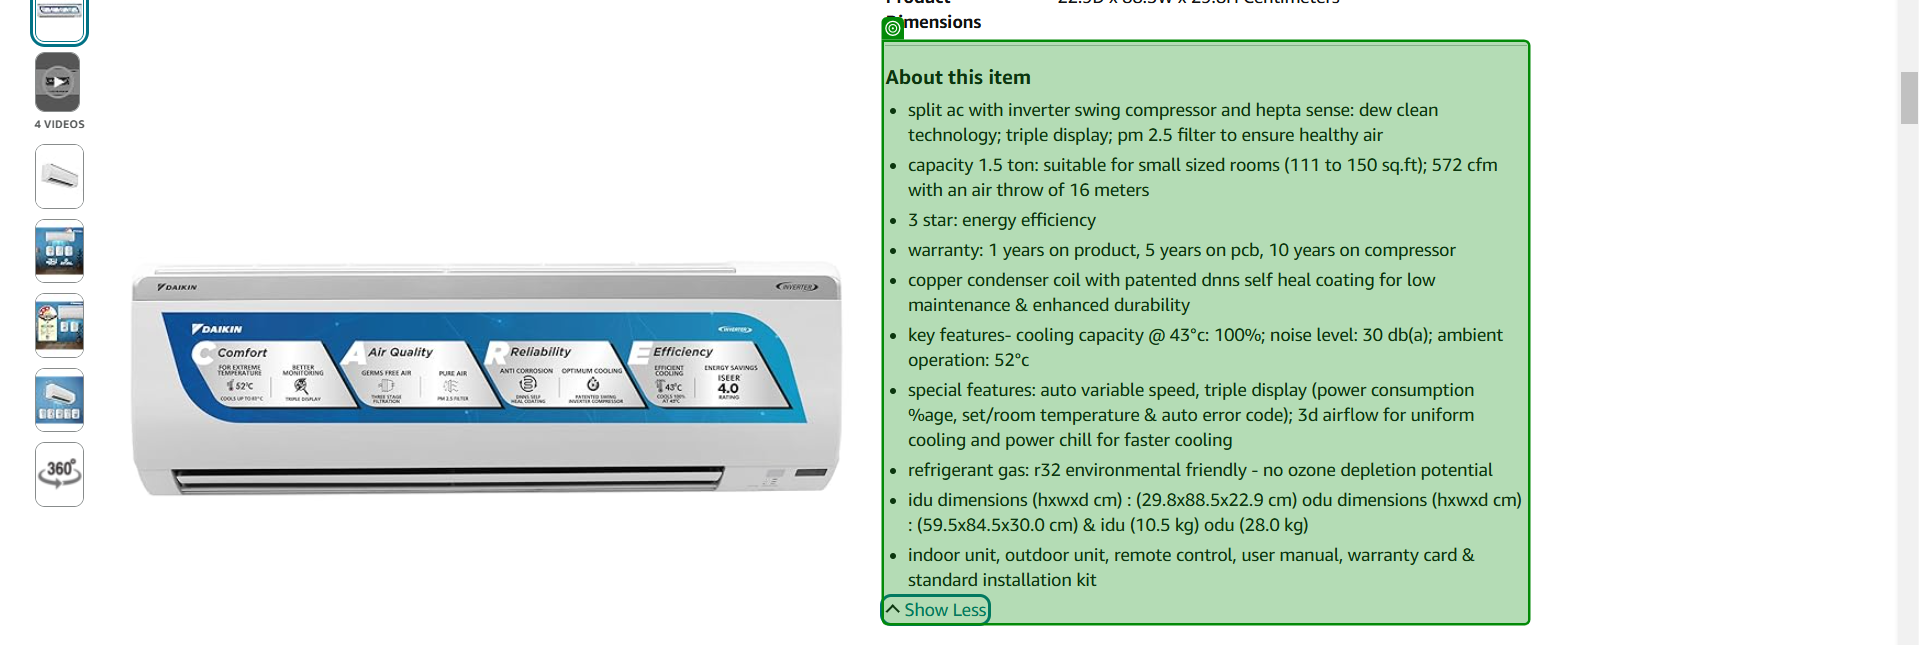 Dimensions
About this item
split ac with inverter swing compressor and hepta sense: dew clean
technology; triple display; pm 2.5 filter to ensure healthy air
capacity 1.5 ton: suitable for small sized rooms (111 to 150 sq.ft); 572 cfm
with an air throw of 16 meters
3 star: energy efficiency
warranty: 1 years on product, 5 years on pcb, 10 years on compressor
copper condenser coil with patented dnns self heal coating for low
maintenance & enhanced durability
key features- cooling capacity @ 43°c: 100%; noise level: 30 db(a); ambient
operation: 52°c
special features: auto variable speed, triple display (power consumption
%age, set/room temperature & auto error code); 3d airflow for uniform
cooling and power chill for faster cooling
refrigerant gas: r32 environmental friendly - no ozone depletion potential
idu dimensions (hxwxd cm) : (29.8x88.5x22.9 cm) odu dimensions (hxwxd cm)
: (59.5x84.5x30.0 cm) & idu (10.5 kg) odu (28.0 kg)
indoor unit, outdoor unit, remote control, user manual, warranty card &
standard installation kit
Show Less
4 VIDEOS
360°
DAIKIN
INVERTER
DAIKIN
INVERTER
Comfort
FOR EXTREME
TEMPERATURE
52°C
BETTER
MONITORING
TRIPLE DISPLAY
Air Quality
GERMS FREE AIR
THREE STAGE
FILTRATION
PURE AIR
PM 2.5 FILTER
Reliability
ANTI CORROSION
DNNS SELF
HEAL COATING
OPTIMUM COOLING
PATENTED SWING
INVERTER COMPRESSOR
Efficiency
EFFICIENT
COOLING
43°C
COOLS 100%
AT 43°C
ENERGY SAVINGS
ISEER
4.0
RATING